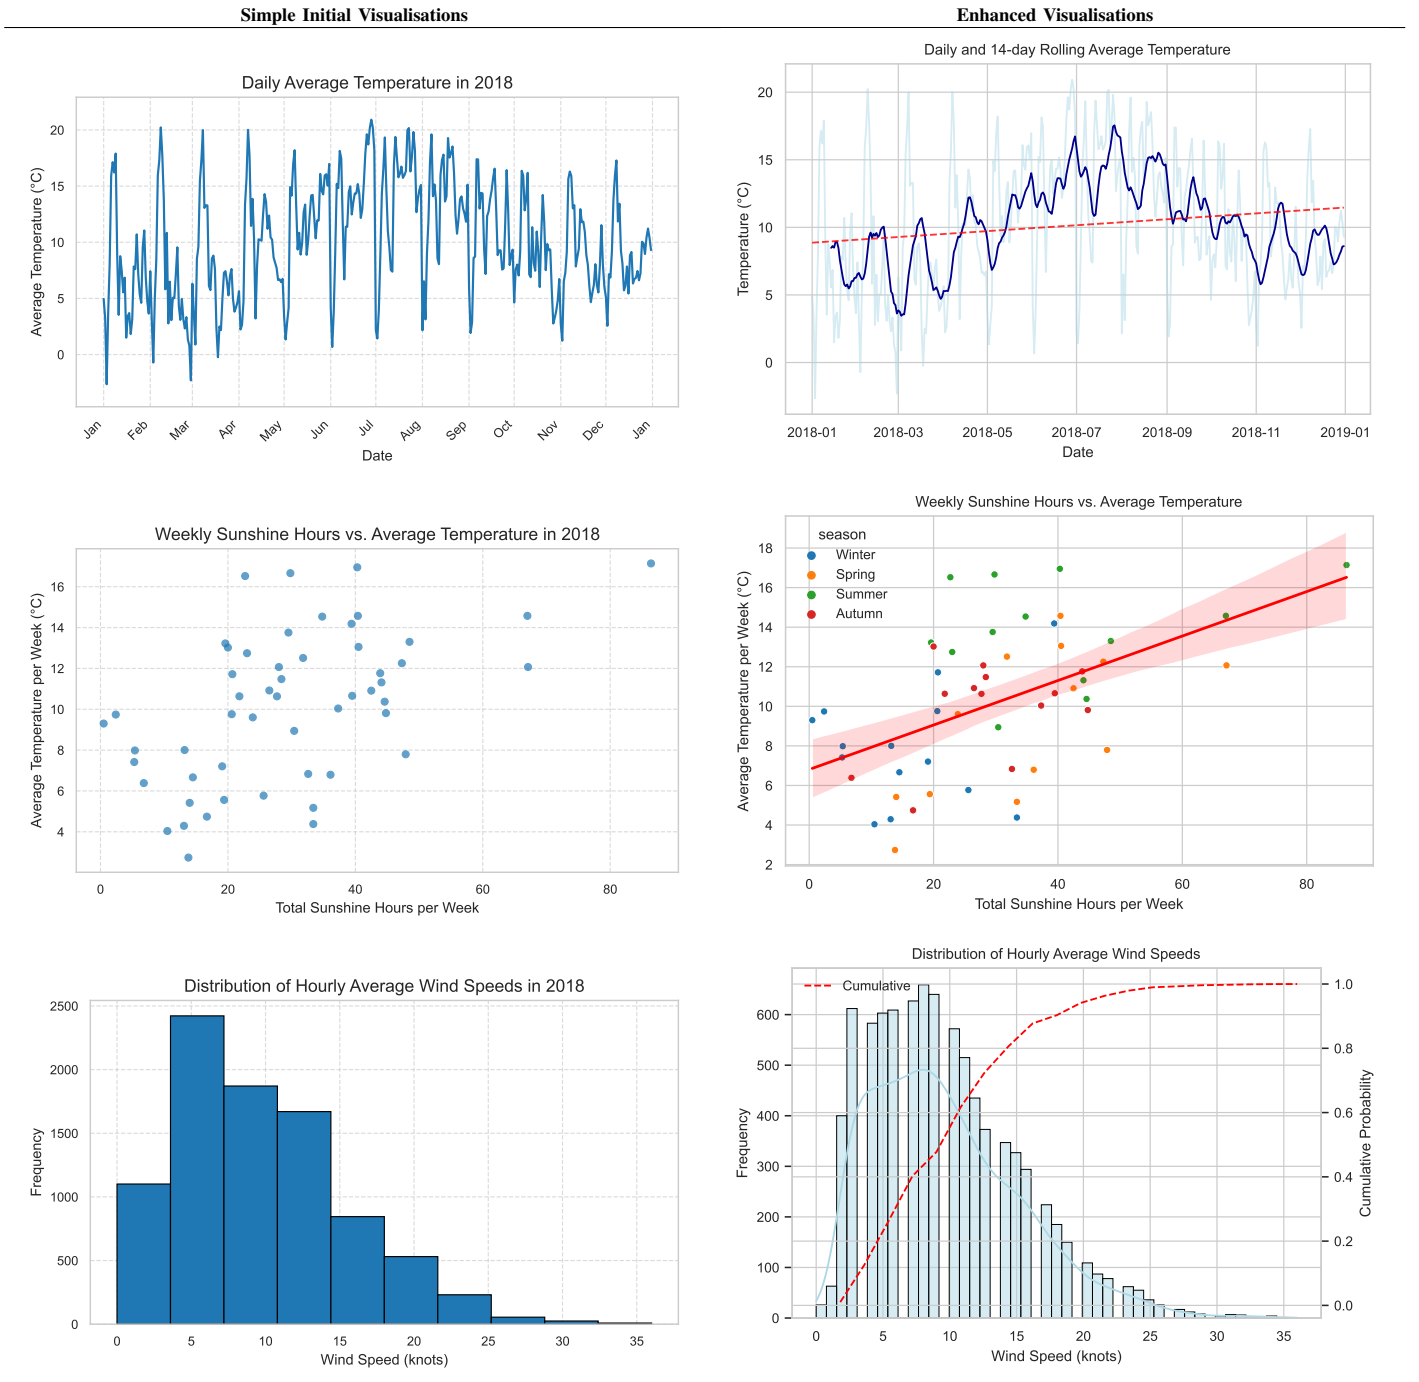 Simple Initial Visualisations
Enhanced Visualisations
Daily Average Temperature in 2018
Average Temperature (°C)
20
15
10
5
0
Jan Feb Mar Apr May Jun Jul Aug Sep Oct Nov Dec Jan
Date
Daily and 14-day Rolling Average Temperature
Temperature (°C)
20
15
10
5
0
2018-01 2018-03 2018-05 2018-07 2018-09 2018-11 2019-01
Date
Weekly Sunshine Hours vs. Average Temperature in 2018
Average Temperature per Week (°C)
16
14
12
10
8
6
4
0 20 40 60 80
Total Sunshine Hours per Week
Weekly Sunshine Hours vs. Average Temperature
season
Winter
Spring
Summer
Autumn
Average Temperature per Week (°C)
18
16
14
12
10
8
6
4
2
0 20 40 60 80
Total Sunshine Hours per Week
Distribution of Hourly Average Wind Speeds in 2018
Frequency
2500
2000
1500
1000
500
0
0 5 10 15 20 25 30 35
Wind Speed (knots)
Distribution of Hourly Average Wind Speeds
Cumulative
Frequency
600
500
400
300
200
100
0
1.0
0.8
0.6
0.4
0.2
0.0
Cumulative Probability
0 5 10 15 20 25 30 35
Wind Speed (knots)